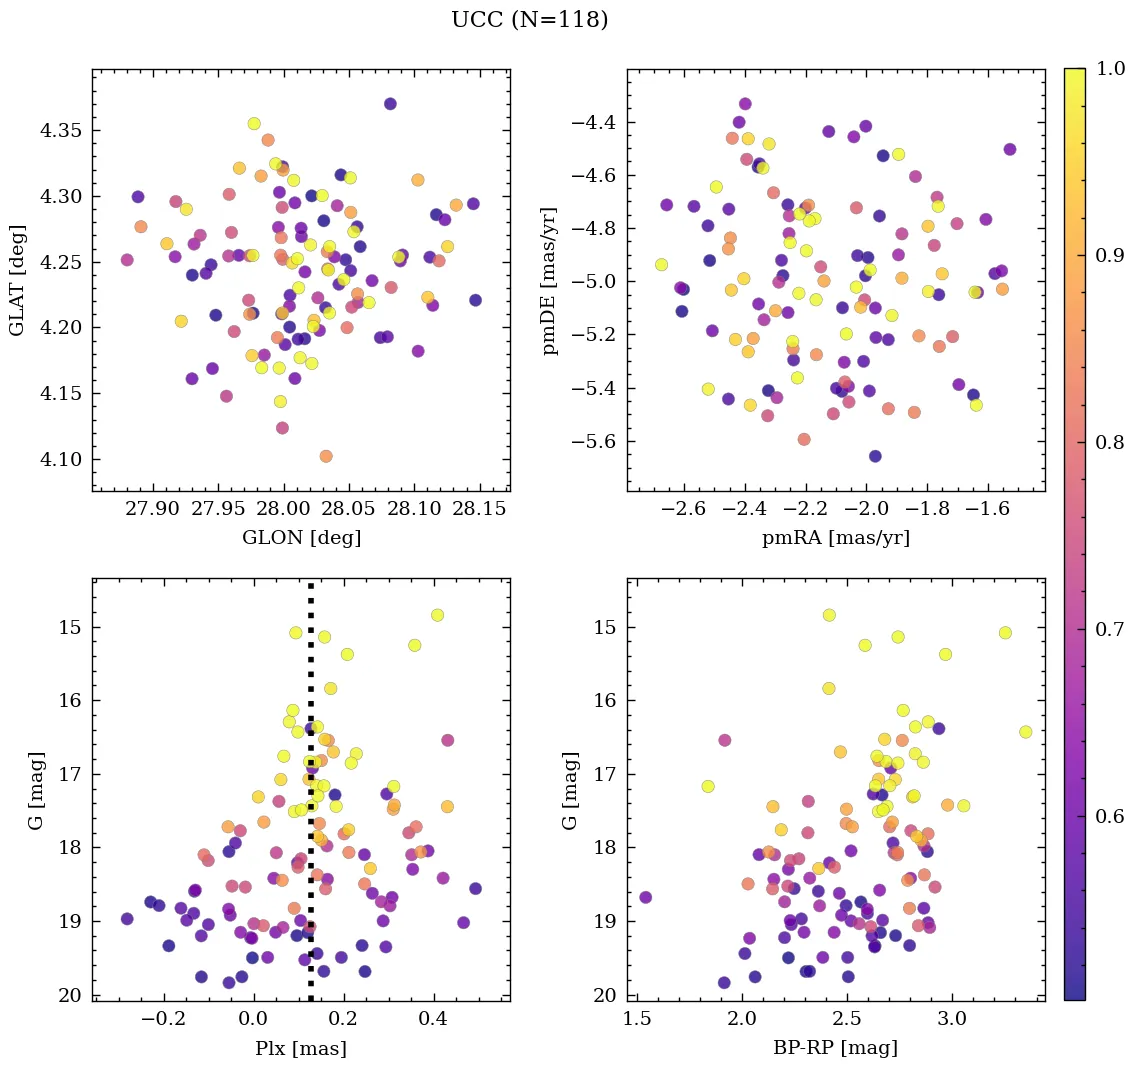 UCC (N=118)
4.35
4.30
4.25
4.20
4.15
4.10
GLAT [deg]
27.90 27.95 28.00 28.05 28.10 28.15
GLON [deg]
−4.4
−4.6
−4.8
−5.0
−5.2
−5.4
−5.6
pmDE [mas/yr]
−2.6 −2.4 −2.2 −2.0 −1.8 −1.6
pmRA [mas/yr]
15
16
17
18
19
20
G [mag]
−0.2 0.0 0.2 0.4
Plx [mas]
15
16
17
18
19
20
G [mag]
1.5 2.0 2.5 3.0
BP-RP [mag]
1.0
0.9
0.8
0.7
0.6